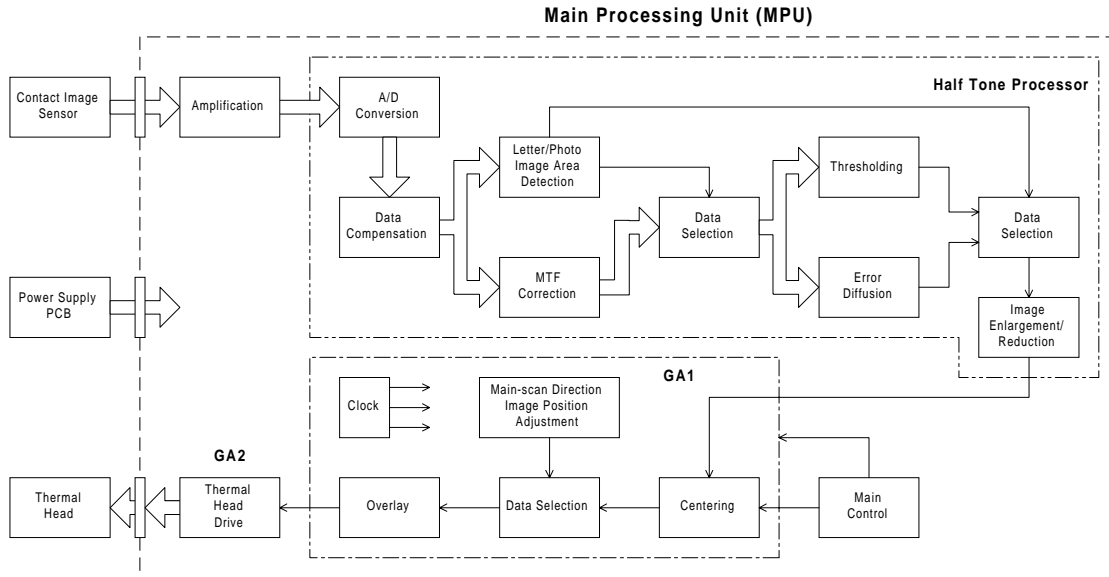 Main Processing Unit (MPU)
Half Tone Processor
Contact Image
Sensor
Amplification
A/D
Conversion
Letter/Photo
Image Area
Detection
Thresholding
Data
Compensation
Data
Selection
Data
Selection
MTF
Correction
Error
Diffusion
Power Supply
PCB
Image
Enlargement/
Reduction
GA1
Clock
Main-scan Direction
Image Position
Adjustment
GA2
Thermal
Head
Thermal
Head
Drive
Overlay
Data Selection
Centering
Main
Control